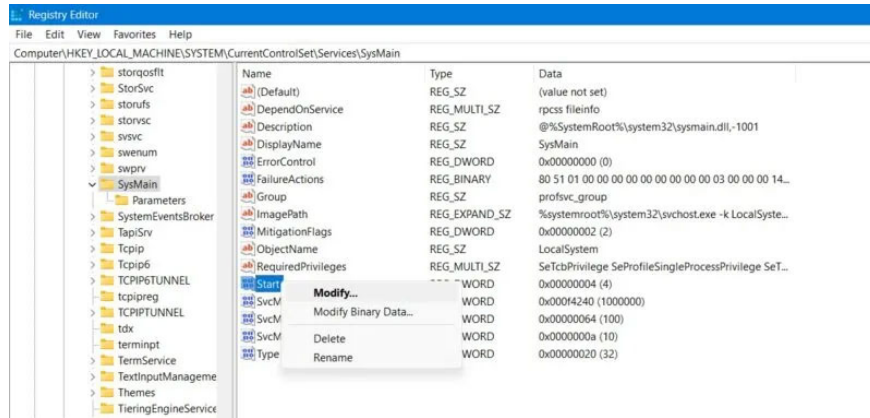 Registry Editor
File Edit View Favorites Help
Computer\HKEY_LOCAL_MACHINE\SYSTEM\CurrentControlSet\Services\SysMain
storqosflt
StorSvc
storufs
storvsc
svsvc
swenum
swprv
SysMain
Parameters
SystemEventsBroker
TapiSrv
Tcpip
Tcpip6
TCPIP6TUNNEL
tcpipreg
TCPIPTUNNEL
tdx
terminpt
TermService
TextInputManageme
Themes
TieringEngineService
Name Type Data
(Default) REG_SZ (value not set)
DependOnService REG_MULTI_SZ rpcss fileinfo
Description REG_SZ @%SystemRoot%\system32\sysmain.dll,-1001
DisplayName REG_SZ SysMain
ErrorControl REG_DWORD 0x00000000 (0)
FailureActions REG_BINARY 80 51 01 00 00 00 00 00 00 00 00 00 03 00 00 00 14...
Group REG_SZ profsvc_group
ImagePath REG_EXPAND_SZ %systemroot%\system32\svchost.exe -k LocalSyste...
MitigationFlags REG_DWORD 0x00000002 (2)
ObjectName REG_SZ LocalSystem
RequiredPrivileges REG_MULTI_SZ SeTcbPrivilege SeProfileSingleProcessPrivilege SeT...
Start WORD 0x00000004 (4)
SvcM WORD 0x000f4240 (1000000)
SvcM WORD 0x00000064 (100)
SvcM WORD 0x0000000a (10)
Type WORD 0x00000020 (32)
Modify...
Modify Binary Data...
Delete
Rename